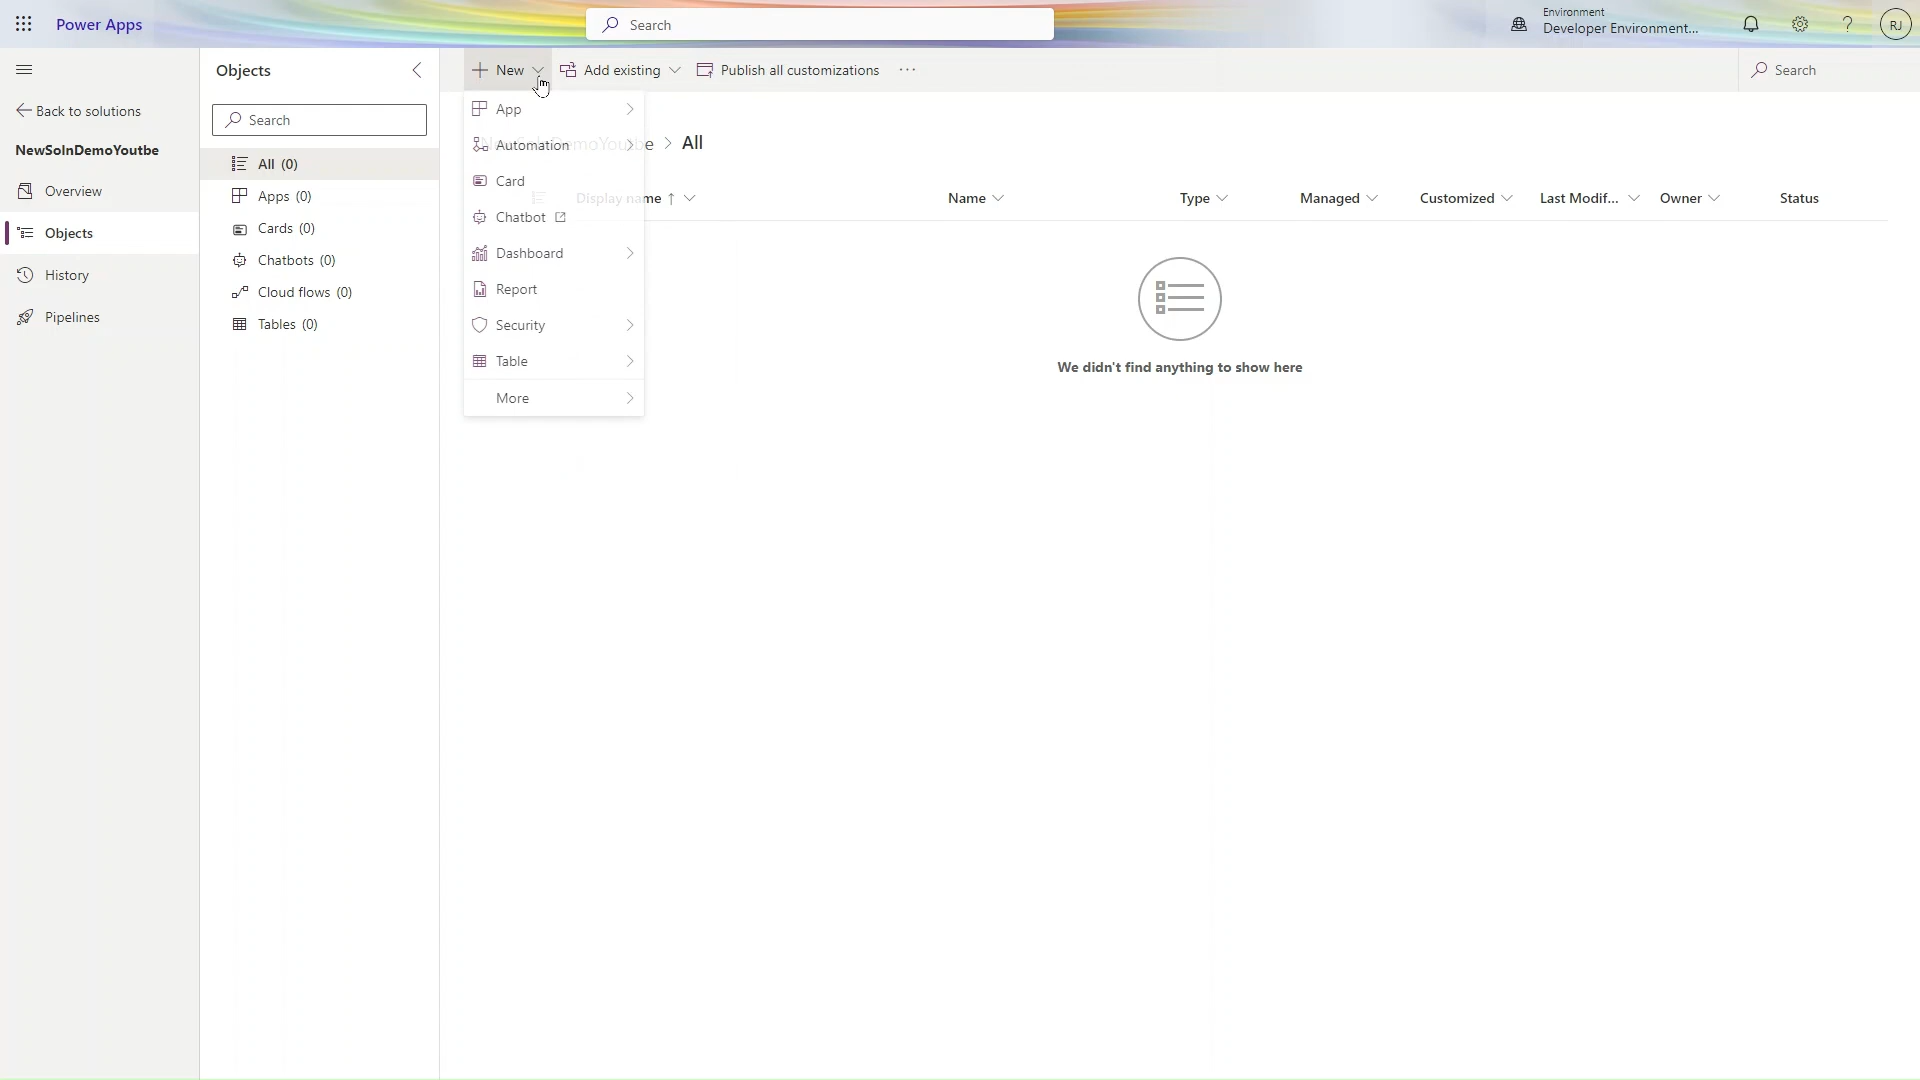 Power Apps
Search
Environment
Developer Environment...
?
RJ
Back to solutions
NewSolnDemoYoutbe
Overview
Objects
History
Pipelines
Objects
Search
All (0)
Apps (0)
Cards (0)
Chatbots (0)
Cloud flows (0)
Tables (0)
New
Add existing
Publish all customizations
...
Search
App
Automation
Card
Chatbot
Dashboard
Report
Security
Table
More
NewSolnDemoYoutbe > All
Display name ↑
Name
Type
Managed
Customized
Last Modif...
Owner
Status
We didn't find anything to show here